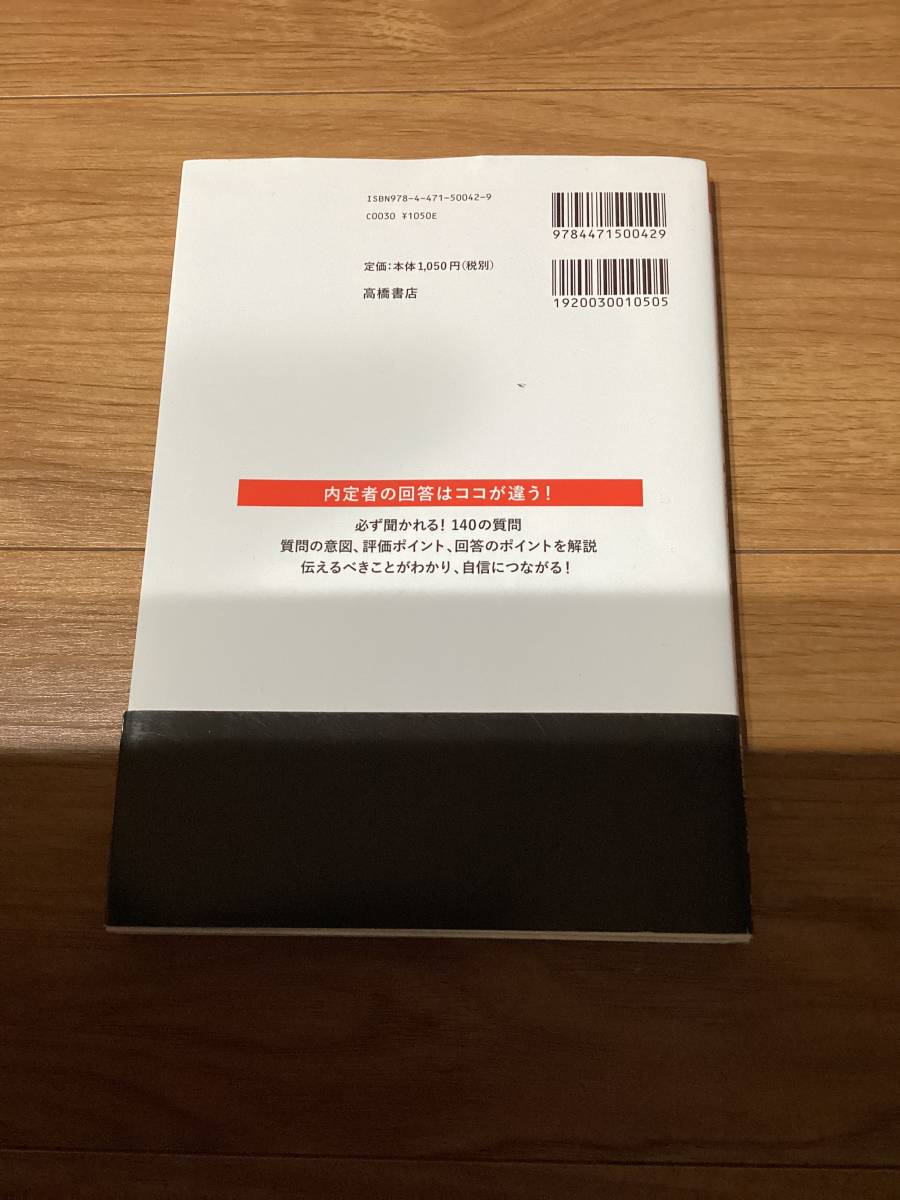 ISBN978-4-471-50042-9
C0030 ¥1050E
定価:本体1,050円(税別)
高橋書店
9784471500429
1920030010505
内定者の回答はココが違う!
必ず聞かれる! 140の質問
質問の意図、評価ポイント、回答のポイントを解説
伝えるべきことがわかり、自信につながる!